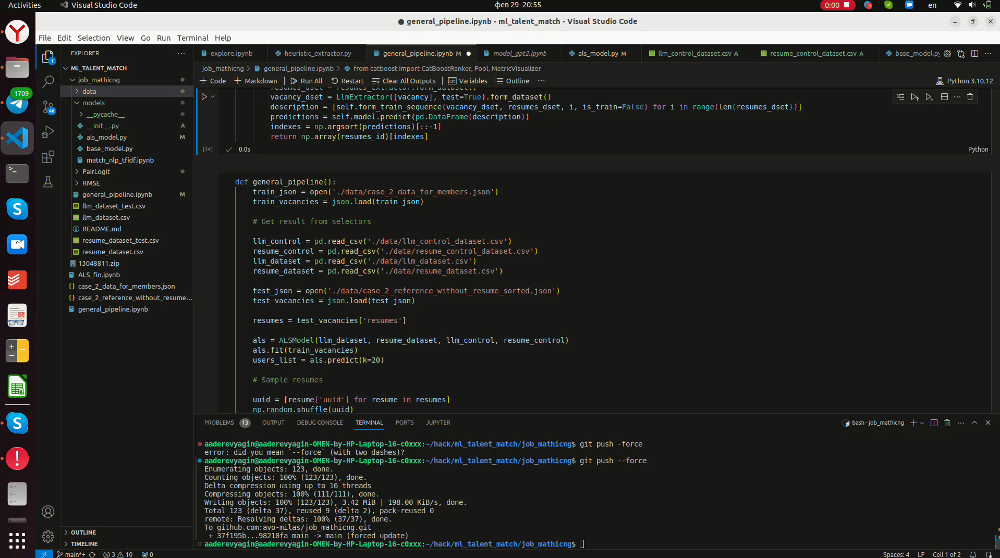 Activities Visual Studio Code фев 29 20:55 0:00 en
● general_pipeline.ipynb - ml_talent_match - Visual Studio Code
File Edit Selection View Go Run Terminal Help
EXPLORER
explore.ipynb heuristic_extractor.py general_pipeline.ipynb M model_gpt2.ipynb als_model.py M llm_control_dataset.csv A resume_control_dataset.csv A base_model.py
job_mathicng > general_pipeline.ipynb > from catboost import CatBoostRanker, Pool, MetricVisualizer
+ Code + Markdown Run All Restart Clear All Outputs Variables Outline Python 3.10.12
ML_TALENT_MATCH
job_mathicng
data
models
__pycache__
__init__.py A
als_model.py M
base_model.py
match_nlp_tfidf.ipynb
PairLogit
RMSE
general_pipeline.ipynb M
llm_dataset_test.csv
llm_dataset.csv
README.md
resume_dataset_test.csv
resume_dataset.csv
13048811.zip
ALS_fin.ipynb
case_2_data_for_members.json
case_2_reference_without_resume...
general_pipeline.ipynb
OUTLINE
TIMELINE
1709
1
40
resumes_dset = resumes_extractor.form_dataset()
vacancy_dset = LlmExtractor([vacancy], test=True).form_dataset()
description = [self.form_train_sequence(vacancy_dset, resumes_dset, i, is_train=False) for i in range(len(resumes_dset))]
predictions = self.model.predict(pd.DataFrame(description))
indexes = np.argsort(predictions)[::-1]
return np.array(resumes_id)[indexes]
[14] 0.0s Python
def general_pipeline():
train_json = open('./data/case_2_data_for_members.json')
train_vacancies = json.load(train_json)
# Get result from selectors
llm_control = pd.read_csv('./data/llm_control_dataset.csv')
resume_control = pd.read_csv('./data/resume_control_dataset.csv')
llm_dataset = pd.read_csv('./data/llm_dataset.csv')
resume_dataset = pd.read_csv('./data/resume_dataset.csv')
test_json = open('./data/case_2_reference_without_resume_sorted.json')
test_vacancies = json.load(test_json)
resumes = test_vacancies['resumes']
als = ALSModel(llm_dataset, resume_dataset, llm_control, resume_control)
als.fit(train_vacancies)
users_list = als.predict(k=20)
# Sample resumes
uuid = [resume['uuid'] for resume in resumes]
np.random.shuffle(uuid)
PROBLEMS 13 OUTPUT DEBUG CONSOLE TERMINAL PORTS JUPYTER bash - job_mathicng
aaderevyagin@aaderevyagin-OMEN-by-HP-Laptop-16-c0xxx:~/hack/ml_talent_match/job_mathicng$ git push -force
error: did you mean `--force` (with two dashes)?
aaderevyagin@aaderevyagin-OMEN-by-HP-Laptop-16-c0xxx:~/hack/ml_talent_match/job_mathicng$ git push --force
Enumerating objects: 123, done.
Counting objects: 100% (123/123), done.
Delta compression using up to 16 threads
Compressing objects: 100% (111/111), done.
Writing objects: 100% (123/123), 3.42 MiB | 198.00 KiB/s, done.
Total 123 (delta 37), reused 9 (delta 2), pack-reused 0
remote: Resolving deltas: 100% (37/37), done.
To github.com:avo-milas/job_mathicng.git
+ 37f195b...98210fa main -> main (forced update)
aaderevyagin@aaderevyagin-OMEN-by-HP-Laptop-16-c0xxx:~/hack/ml_talent_match/job_mathicng$
main*+ 3 10 0 Spaces: 4 LF Cell 1 of 2